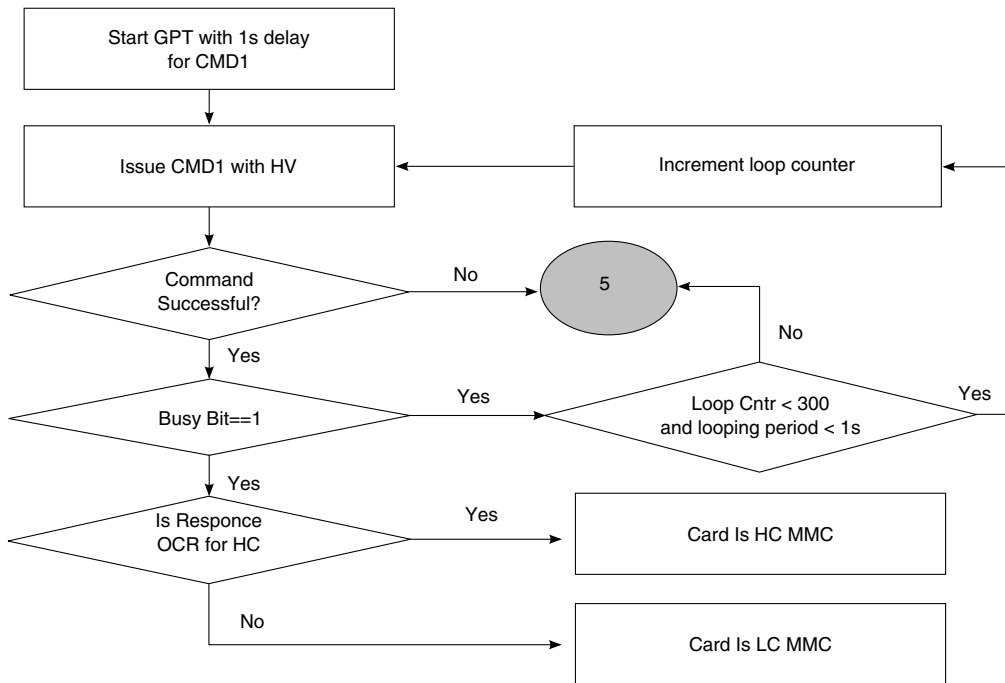 Start GPT with 1s delay
for CMD1
Issue CMD1 with HV
Increment loop counter
Command
Successful?
No
5
No
Yes
Busy Bit==1
Yes
Loop Cntr < 300
and looping period < 1s
Yes
Yes
Is Responce
OCR for HC
Yes
Card Is HC MMC
No
Card Is LC MMC